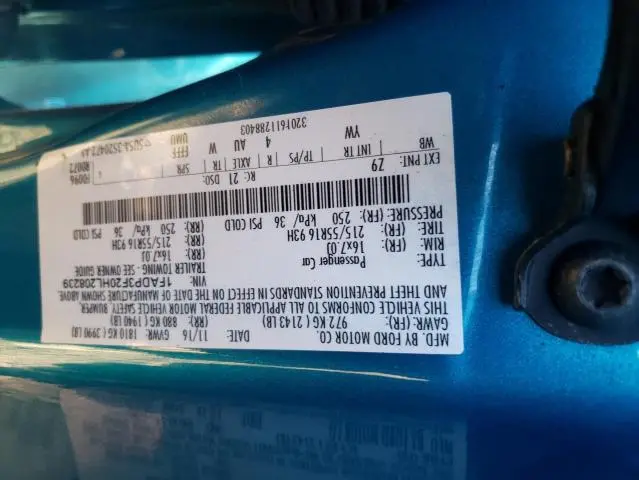 MFD. BY FORD MOTOR CO. 11/16 GVWR: 1810 KG ( 3990 LB)
GAWR: (FR): 972 KG ( 2143 LB) (RR): 880 KG ( 1940 LB)
THIS VEHICLE CONFORMS TO ALL APPLICABLE FEDERAL MOTOR VEHICLE SAFETY, BUMPER,
AND THEFT PREVENTION STANDARDS IN EFFECT ON THE DATE OF MANUFACTURE SHOWN ABOVE.
VIN: 1FADP3F20HL208239
TYPE: Passenger Car TRAILER TOWING - SEE OWNER GUIDE
RIM: (FR): 16x7.0J (RR): 16x7.0J
TIRE: (FR): 215/55R16 93H (RR): 215/55R16 93H
PRESSURE: (FR): 250 kPa/ 36 PSI COLD (RR): 250 kPa/ 36 PSI COLD
EXT PNT: Z9 RC: 21 DSO:
WB INT TR TP/PS R AXLE TR SPR R0072
YW 4 AU W UMU EFFF
3201611288403